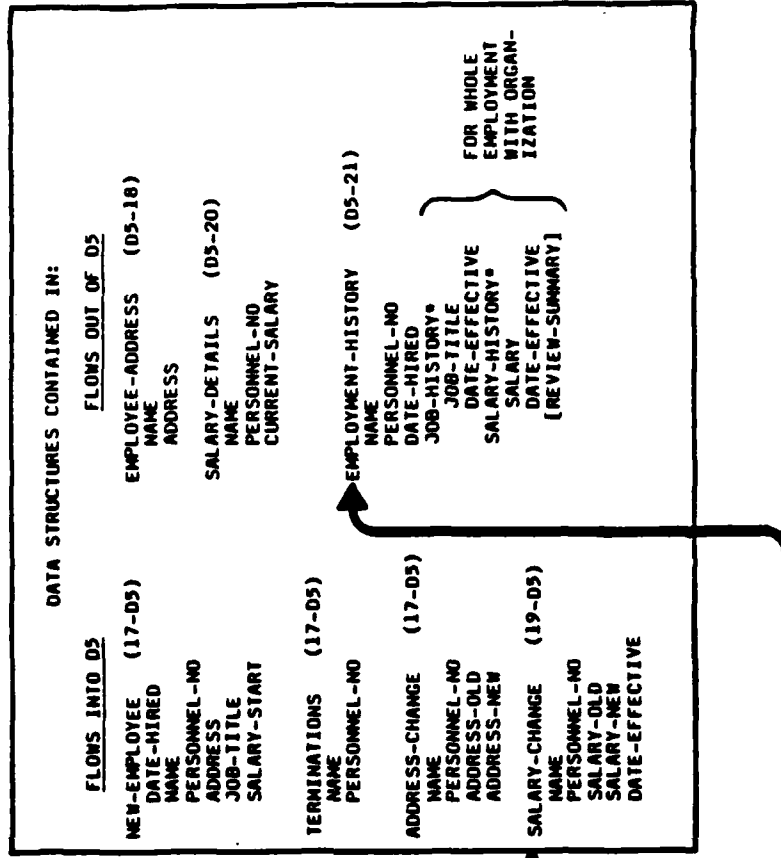 DATA STRUCTURES CONTAINED IN:
FLOWS INTO D5
NEW-EMPLOYEE (17-D5)
DATE-HIRED
NAME
PERSONNEL-NO
ADDRESS
JOB-TITLE
SALARY-START
TERMINATIONS (17-D5)
NAME
PERSONNEL-NO
ADDRESS-CHANGE (17-D5)
NAME
PERSONNEL-NO
ADDRESS-OLD
ADDRESS-NEW
SALARY-CHANGE (19-D5)
NAME
PERSONNEL-NO
SALARY-OLD
SALARY-NEW
DATE-EFFECTIVE
FLOWS OUT OF D5
EMPLOYEE-ADDRESS (D5-18)
NAME
ADDRESS
SALARY-DETAILS (D5-20)
NAME
PERSONNEL-NO
CURRENT-SALARY
EMPLOYMENT-HISTORY (D5-21)
NAME
PERSONNEL-NO
DATE-HIRED
JOB-HISTORY*
JOB-TITLE
DATE-EFFECTIVE
SALARY-HISTORY*
SALARY
DATE-EFFECTIVE
[REVIEW-SUMMARY]
FOR WHOLE
EMPLOYMENT
WITH ORGAN-
IZATION